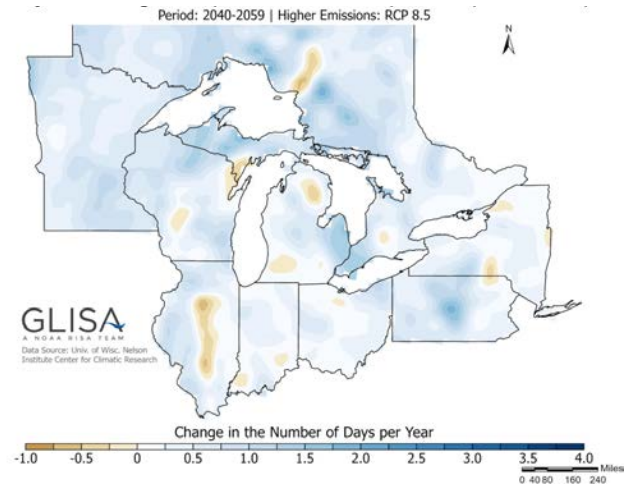 Period: 2040-2059 | Higher Emissions: RCP 8.5
N
GLISA
A NOAA RISA TEAM
Data Source: Univ. of Wisc. Nelson
Institute Center for Climatic Research
Change in the Number of Days per Year
-1.0 -0.5 0 0.5 1.0 1.5 2.0 2.5 3.0 3.5 4.0
Miles
0 40 80 160 240